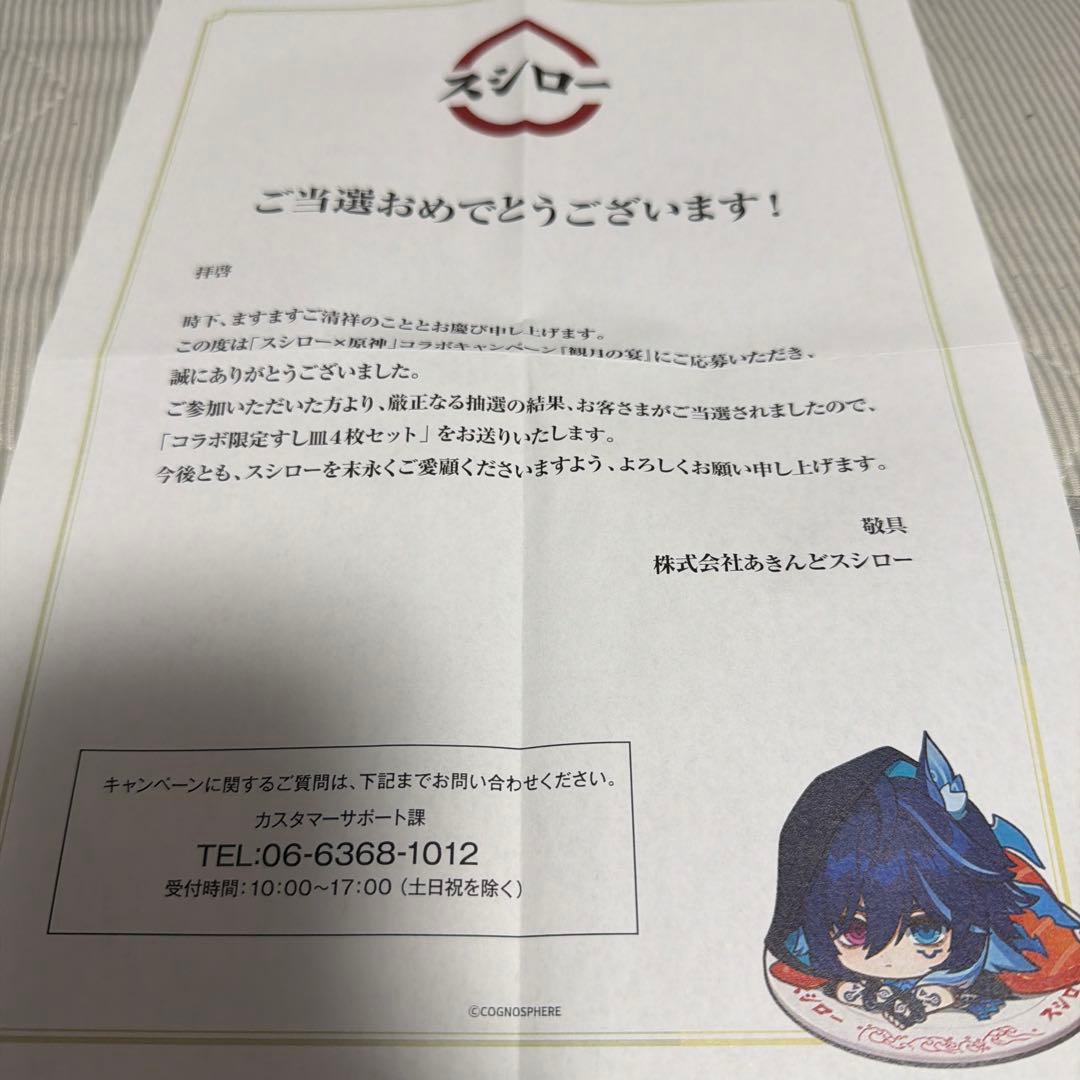 スシロー
ご当選おめでとうございます！
拝啓
時下、ますますご清祥のこととお慶び申し上げます。
この度は「スシロー×原神」コラボキャンペーン『観月の宴』にご応募いただき、
誠にありがとうございました。
ご参加いただいた方より、厳正なる抽選の結果、お客さまがご当選されましたので、
「コラボ限定すし皿4枚セット」をお送りいたします。
今後とも、スシローを末永くご愛顧くださいますよう、よろしくお願い申し上げます。
敬具
株式会社あきんどスシロー
キャンペーンに関するご質問は、下記までお問い合わせください。
カスタマーサポート課
TEL:06-6368-1012
受付時間：10:00～17:00（土日祝を除く）
スシロー
スシロー
©COGNOSPHERE